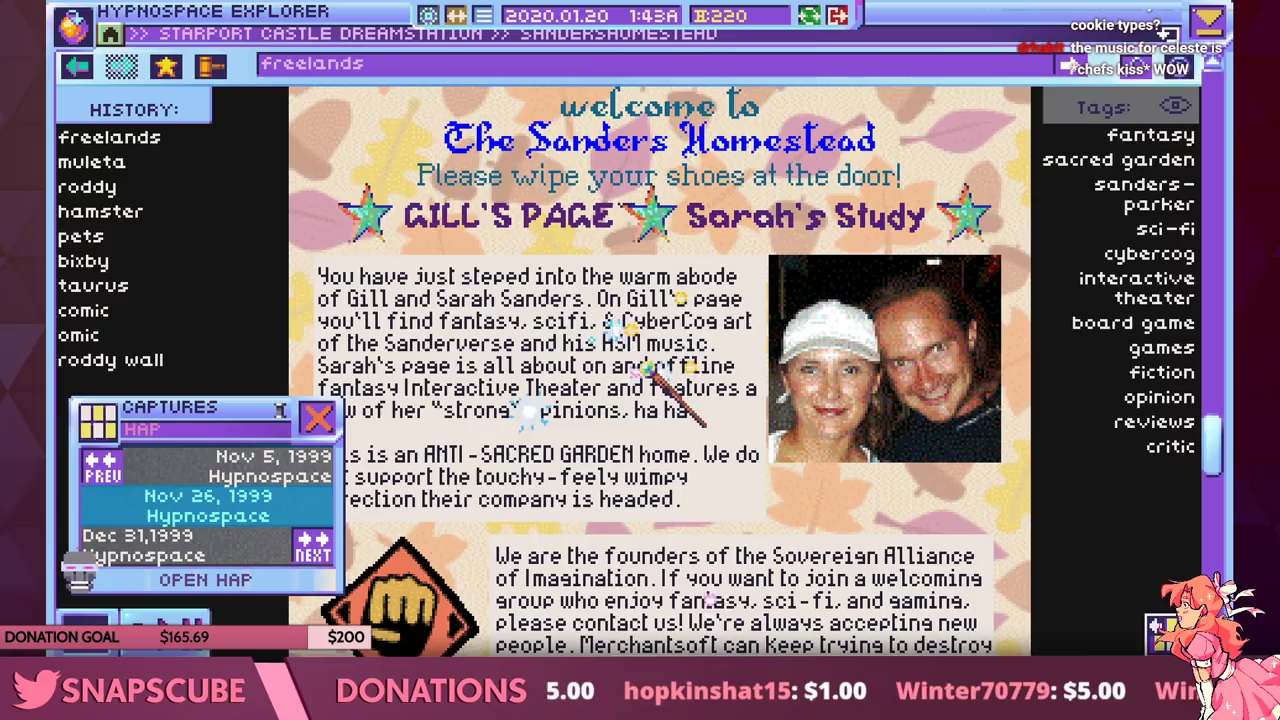 HYPNOSPACE EXPLORER
2020.01.20 1:43A
220
cookie types?
>> STARPORT CASTLE DREAMSTATION >> SANDERSHOMESTEAD
the music for celeste is
*chefs kiss* WOW
freelands
HISTORY:
freelands
muleta
roddy
hamster
pets
bixby
taurus
comic
omic
roddy wall
welcome to
The Sanders Homestead
Please wipe your shoes at the door!
GILL'S PAGE Sarah's Study
You have just steped into the warm abode
of Gill and Sarah Sanders. On Gill's page
you'll find fantasy, scifi, & CyberCog art
of the Sanderverse and his HSM music.
Sarah's page is all about on and offline
fantasy Interactive Theater and features a
of her "strong" opinions, ha ha
is an ANTI-SACRED GARDEN home. We do
support the touchy-feely wimpy
their company is headed.
We are the founders of the Sovereign Alliance
of Imagination. If you want to join a welcoming
group who enjoy fantasy, sci-fi, and gaming,
please contact us! We're always accepting new
people. Merchantsoft can keep trying to destroy
Tags:
fantasy
sacred garden
sanders-
parker
sci-fi
cybercog
interactive
theater
board game
games
fiction
opinion
reviews
critic
CAPTURES
HAP
PREV
Nov 5, 1999
Hypnospace
Nov 26, 1999
Hypnospace
Dec 31,1999
Hypnospace
NEXT
OPEN HAP
DONATION GOAL $165.69 $200
SNAPSCUBE
DONATIONS 5.00 hopkinshat15: $1.00 Winter70779: $5.00